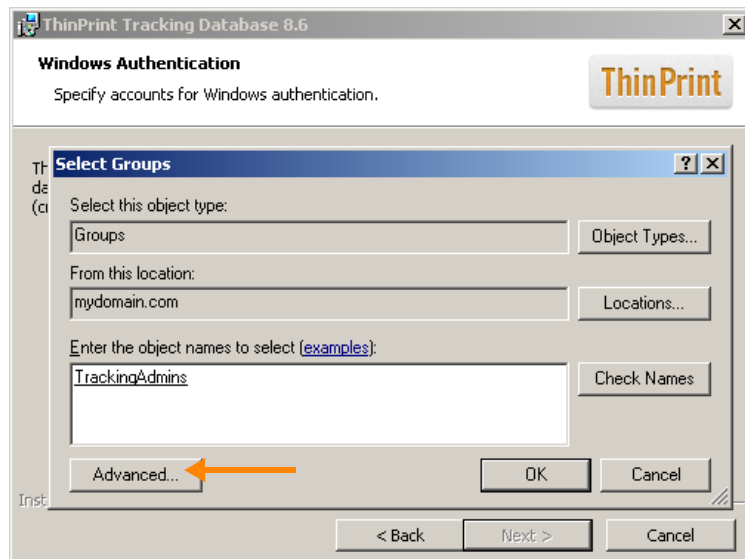 ThinPrint Tracking Database 8.6
Windows Authentication
Specify accounts for Windows authentication.
ThinPrint
Select Groups
Select this object type:
Groups
Object Types...
From this location:
mydomain.com
Locations...
Enter the object names to select (examples):
TrackingAdmins
Check Names
Advanced...
OK
Cancel
< Back
Next >
Cancel